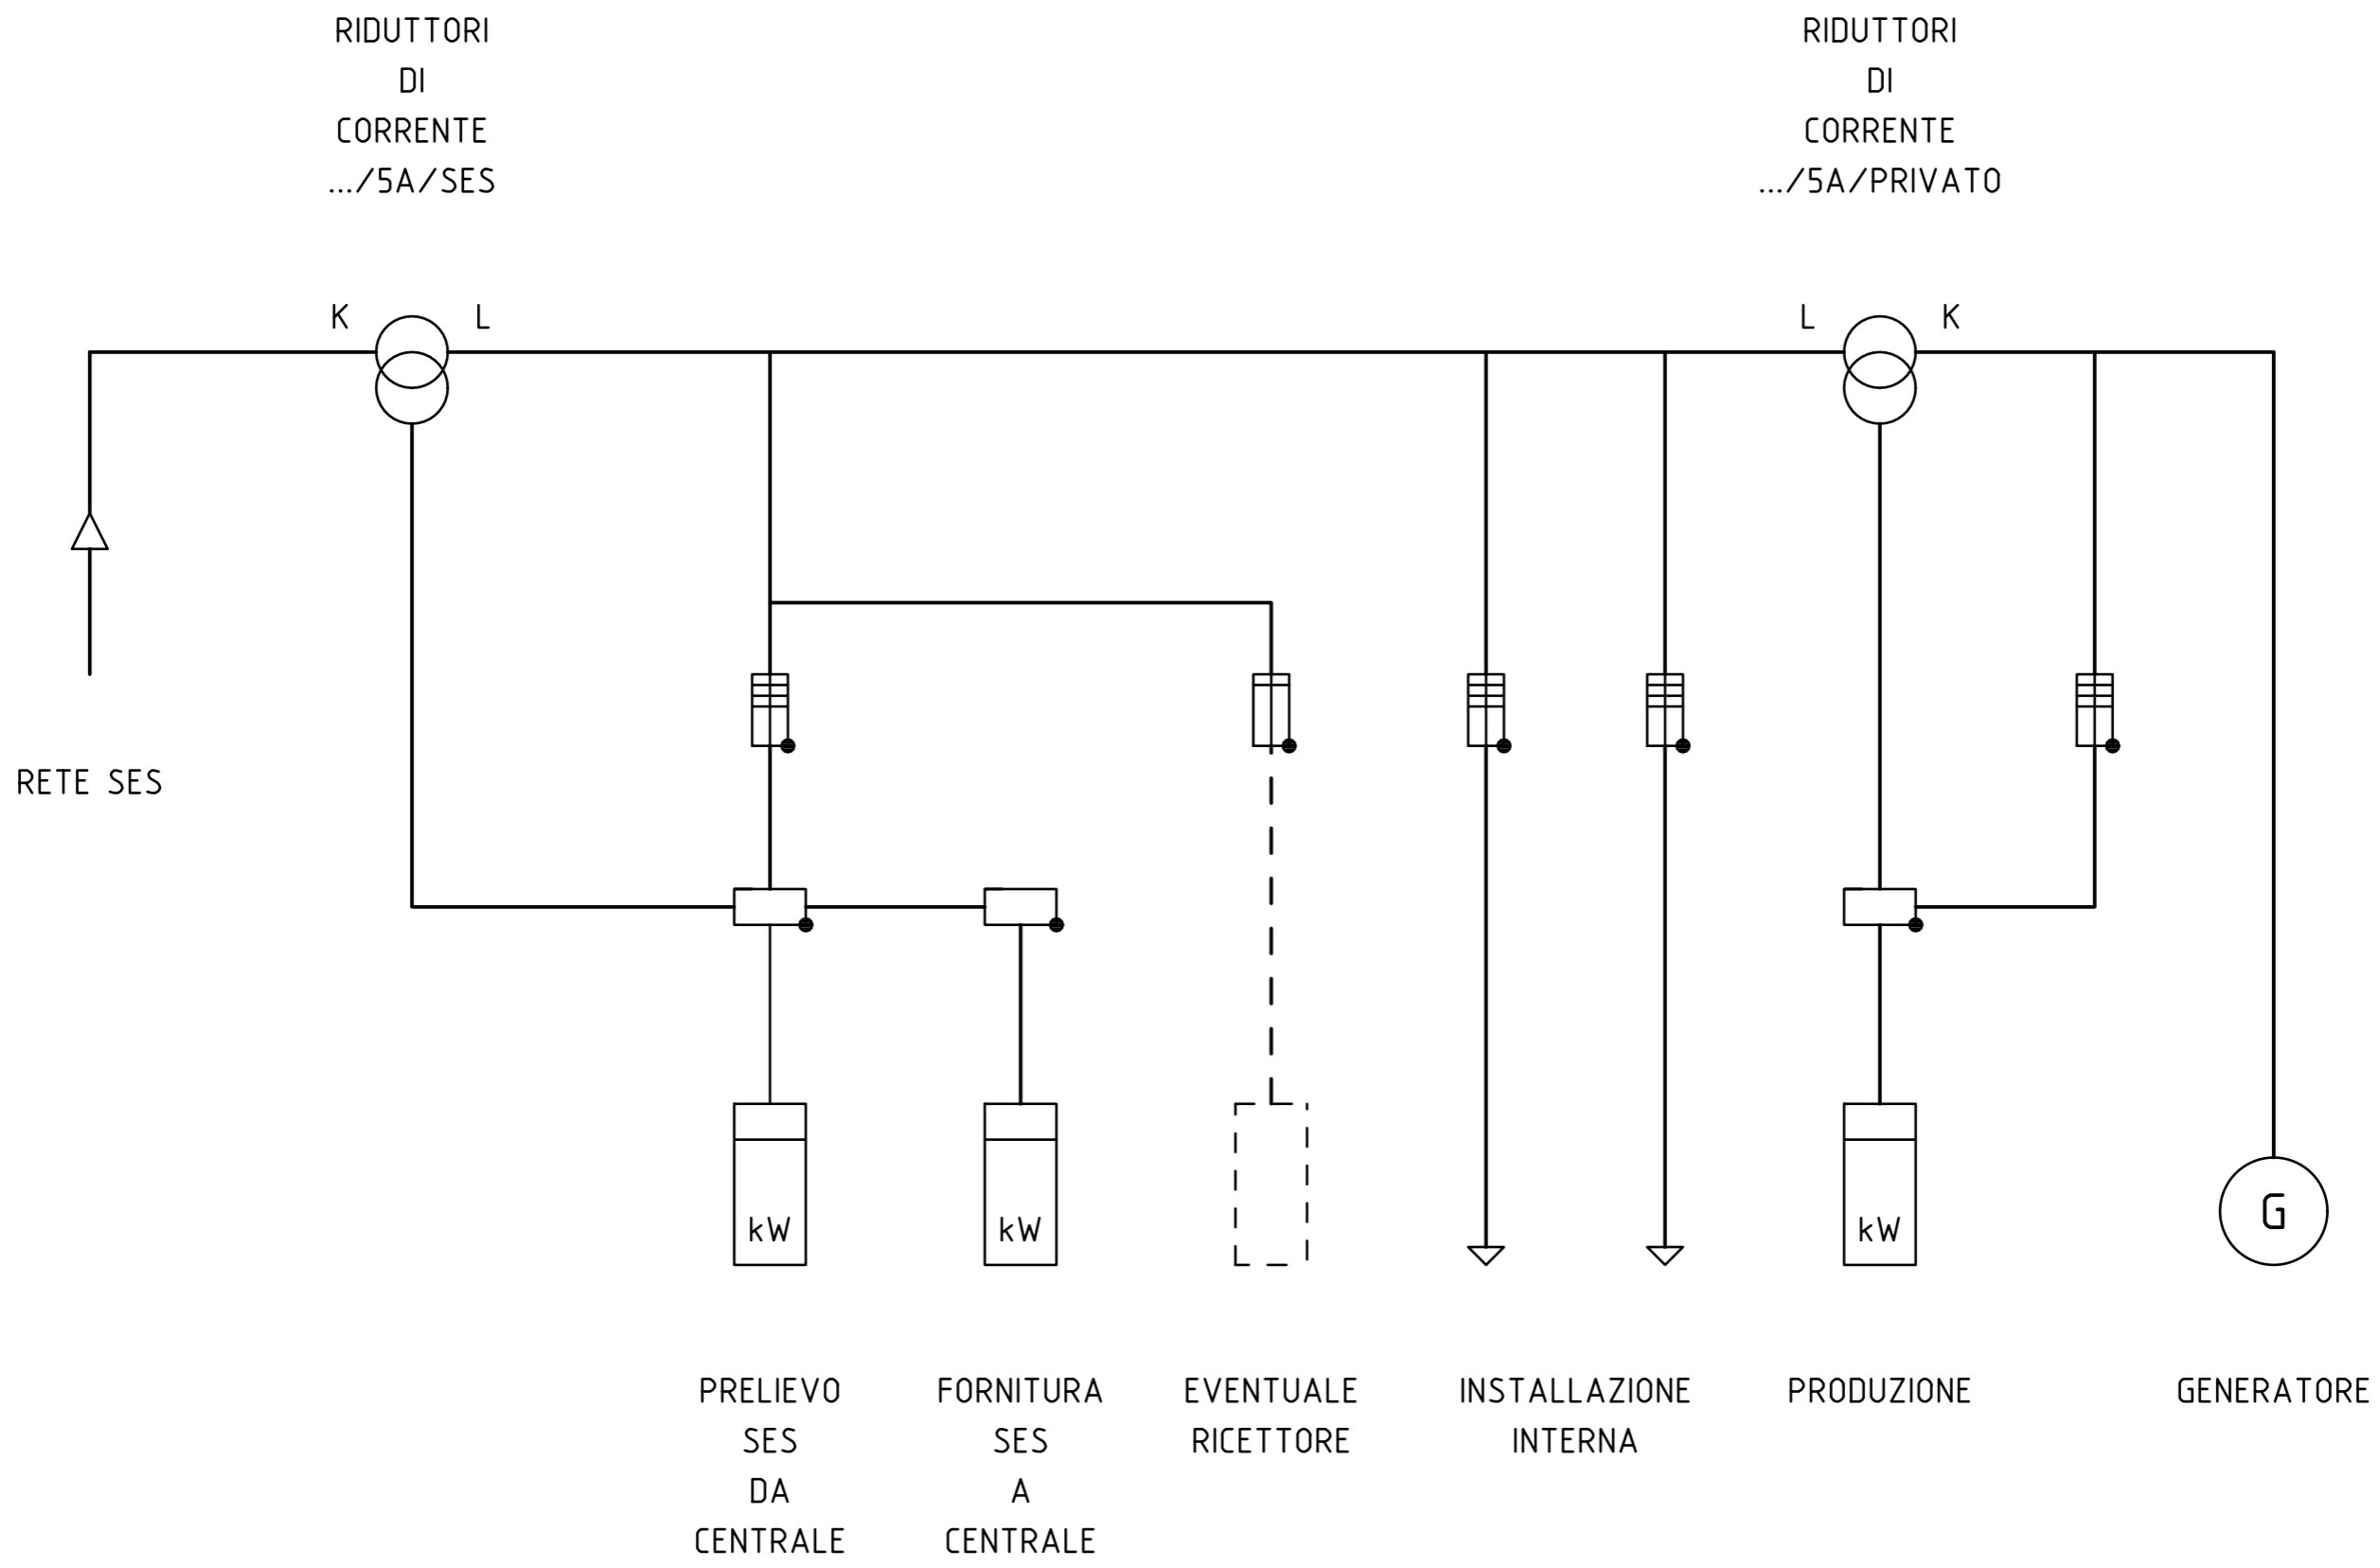 RIDUTTORI
DI
CORRENTE
.../5A/SES
RIDUTTORI
DI
CORRENTE
.../5A/PRIVATO
K
L
L
K
RETE SES
kW
kW
kW
G
PRELIEVO
SES
DA
CENTRALE
FORNITURA
SES
A
CENTRALE
EVENTUALE
RICETTORE
INSTALLAZIONE
INTERNA
PRODUZIONE
GENERATORE